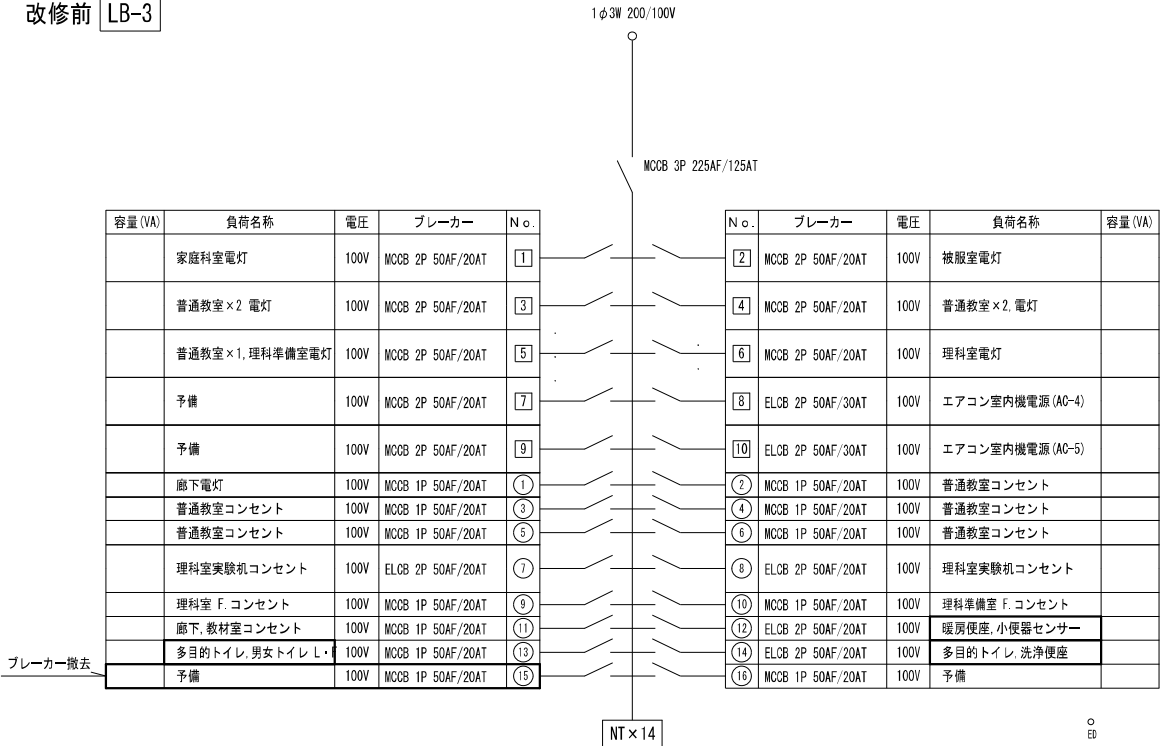 改修前 LB-3
1φ3W 200/100V
MCCB 3P 225AF/125AT
容量(VA) 負荷名称 電圧 ブレーカー No.
家庭科室電灯 100V MCCB 2P 50AF/20AT 1
普通教室×2 電灯 100V MCCB 2P 50AF/20AT 3
普通教室×1,理科準備室電灯 100V MCCB 2P 50AF/20AT 5
予備 100V MCCB 2P 50AF/20AT 7
予備 100V MCCB 2P 50AF/20AT 9
廊下電灯 100V MCCB 1P 50AF/20AT 1
普通教室コンセント 100V MCCB 1P 50AF/20AT 3
普通教室コンセント 100V MCCB 1P 50AF/20AT 5
理科室実験机コンセント 100V ELCB 2P 50AF/20AT 7
理科室 F.コンセント 100V MCCB 1P 50AF/20AT 9
廊下,教材室コンセント 100V MCCB 1P 50AF/20AT 11
多目的トイレ,男女トイレ L・ 100V MCCB 1P 50AF/20AT 13
ブレーカー撤去
予備 100V MCCB 1P 50AF/20AT 15
No. ブレーカー 電圧 負荷名称 容量(VA)
2 MCCB 2P 50AF/20AT 100V 被服室電灯
4 MCCB 2P 50AF/20AT 100V 普通教室×2,電灯
6 MCCB 2P 50AF/20AT 100V 理科室電灯
8 ELCB 2P 50AF/30AT 100V エアコン室内機電源(AC-4)
10 ELCB 2P 50AF/30AT 100V エアコン室内機電源(AC-5)
2 MCCB 1P 50AF/20AT 100V 普通教室コンセント
4 MCCB 1P 50AF/20AT 100V 普通教室コンセント
6 MCCB 1P 50AF/20AT 100V 普通教室コンセント
8 ELCB 2P 50AF/20AT 100V 理科室実験机コンセント
10 MCCB 1P 50AF/20AT 100V 理科準備室 F.コンセント
12 ELCB 2P 50AF/20AT 100V 暖房便座,小便器センサー
14 ELCB 2P 50AF/20AT 100V 多目的トイレ,洗浄便座
16 MCCB 1P 50AF/20AT 100V 予備
NT×14
ED